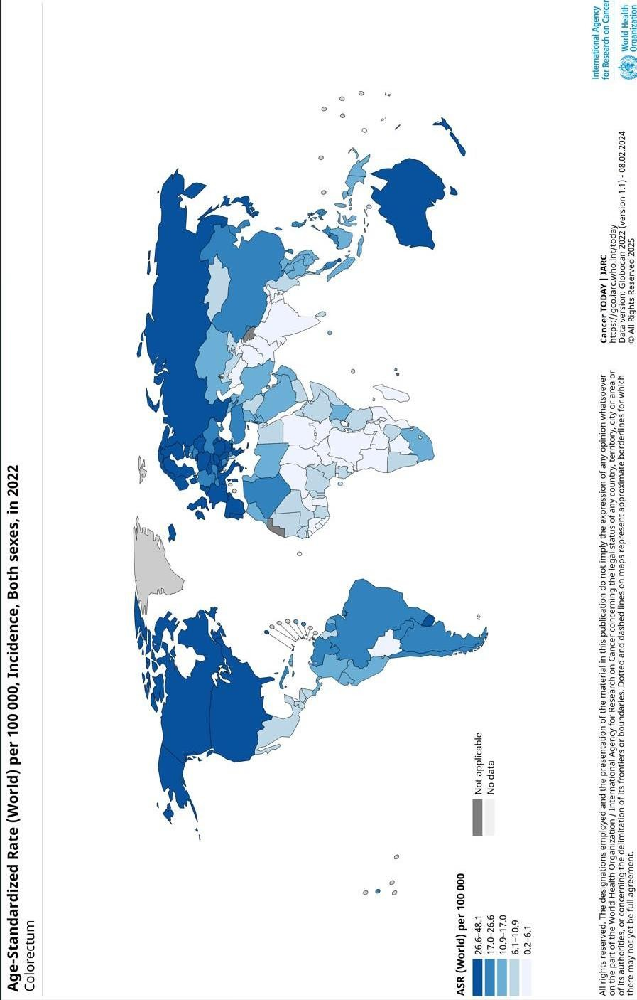 Age-Standardized Rate (World) per 100 000, Incidence, Both sexes, in 2022
Colorectum
ASR (World) per 100 000
26.6–48.1
17.0–26.6
10.9–17.0
6.1–10.9
0.2–6.1
Not applicable
No data
All rights reserved. The designations employed and the presentation of the material in this publication do not imply the expression of any opinion whatsoever
on the part of the World Health Organization / International Agency for Research on Cancer concerning the legal status of any country, territory, city or area or
of its authorities, or concerning the delimitation of its frontiers or boundaries. Dotted and dashed lines on maps represent approximate borderlines for which
there may not yet be full agreement.
Cancer TODAY | IARC
https://gco.iarc.who.int/today
Data version: Globocan 2022 (version 1.1) - 08.02.2024
© All Rights Reserved 2025
International Agency
for Research on Cancer
World Health
Organization